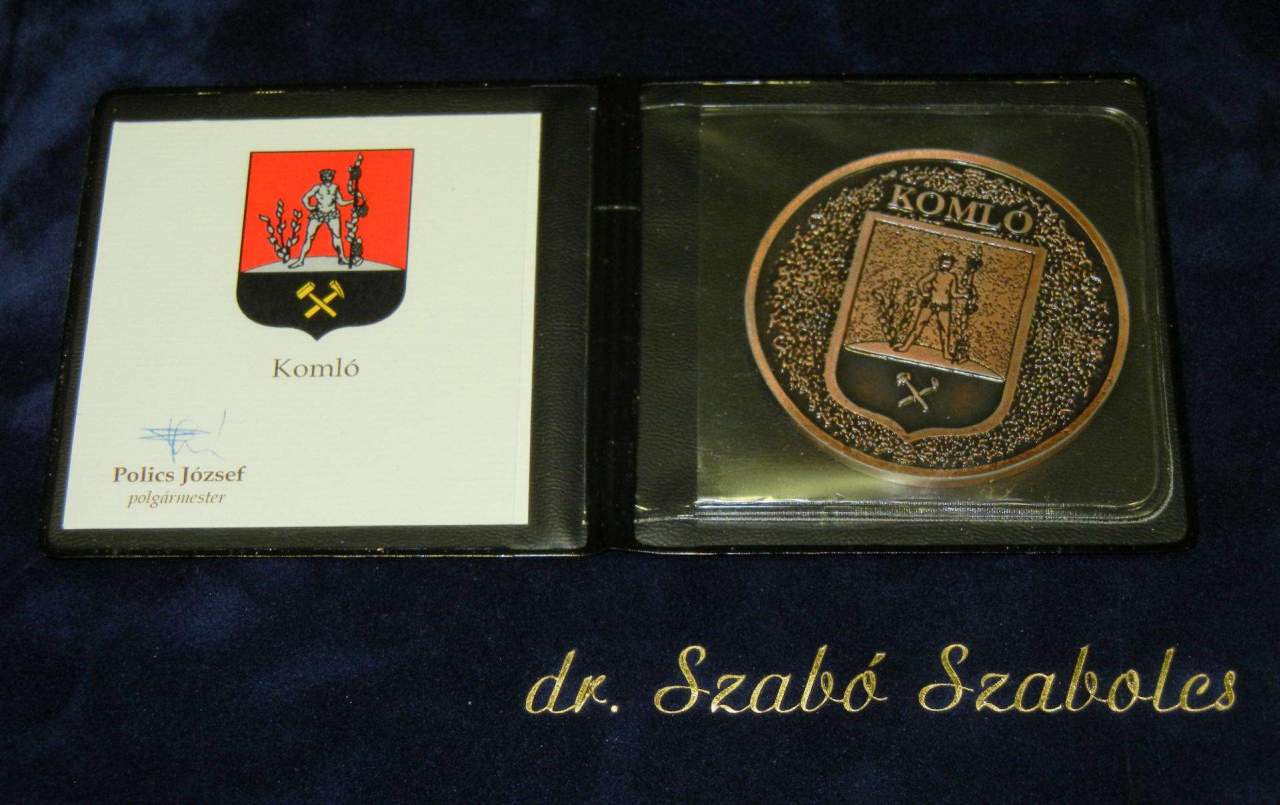 Komló
Polics József
polgármester
KOMLÓ
dr. Szabó Szabolcs